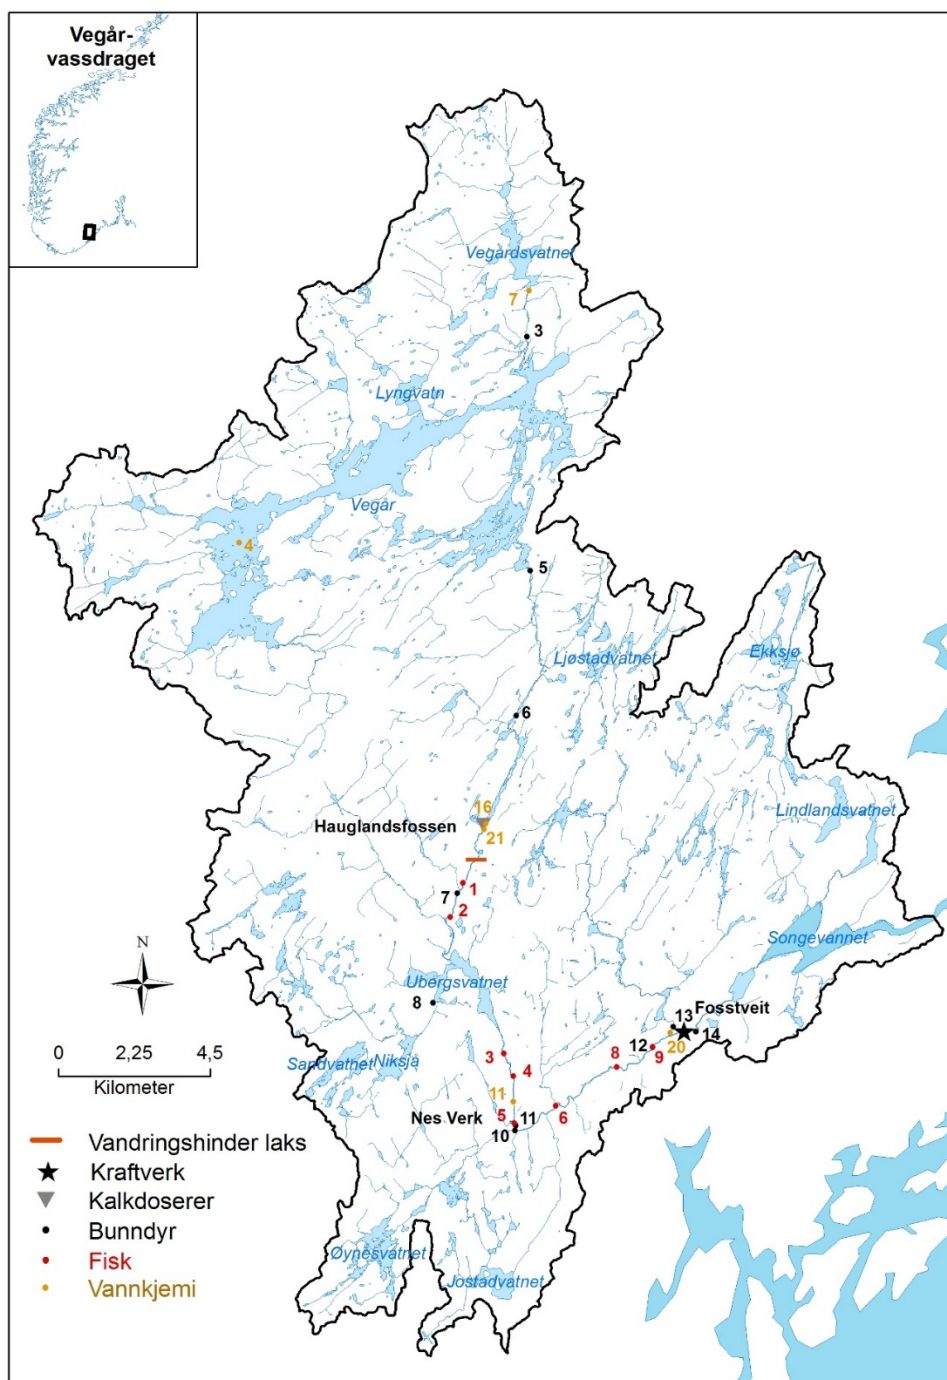 Vegår-
vassdraget
Vegårdsvatnet
7
3
Lyngvatn
Vegår
4
5
Ljøstadvatnet
Ekksjø
6
16
Hauglandsfossen
21
Lindlandsvatnet
1
7
2
Songevannet
N
Ubergsvatnet
8
Fosstveit
13
14
12
20
0 2,25 4,5
Kilometer
3
Sandvatnet
Niksjå
8
9
4
11
Nes Verk
5
11
6
10
Vandringshinder laks
Kraftverk
Kalkdoserer
Bunndyr
Fisk
Vannkjemi
Øynesvatnet
Jostadvatnet